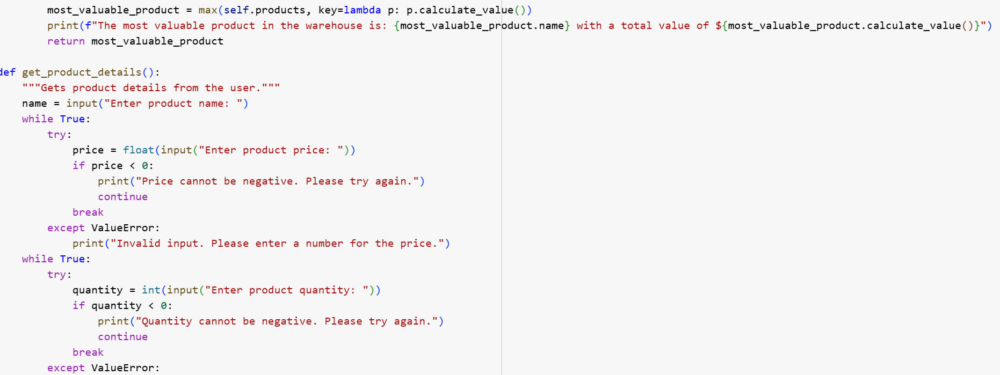 most_valuable_product = max(self.products, key=lambda p: p.calculate_value())
        print(f"The most valuable product in the warehouse is: {most_valuable_product.name} with a total value of ${most_valuable_product.calculate_value()}")
        return most_valuable_product

def get_product_details():
    """Gets product details from the user."""
    name = input("Enter product name: ")
    while True:
        try:
            price = float(input("Enter product price: "))
            if price < 0:
                print("Price cannot be negative. Please try again.")
                continue
            break
        except ValueError:
            print("Invalid input. Please enter a number for the price.")
    while True:
        try:
            quantity = int(input("Enter product quantity: "))
            if quantity < 0:
                print("Quantity cannot be negative. Please try again.")
                continue
            break
        except ValueError: